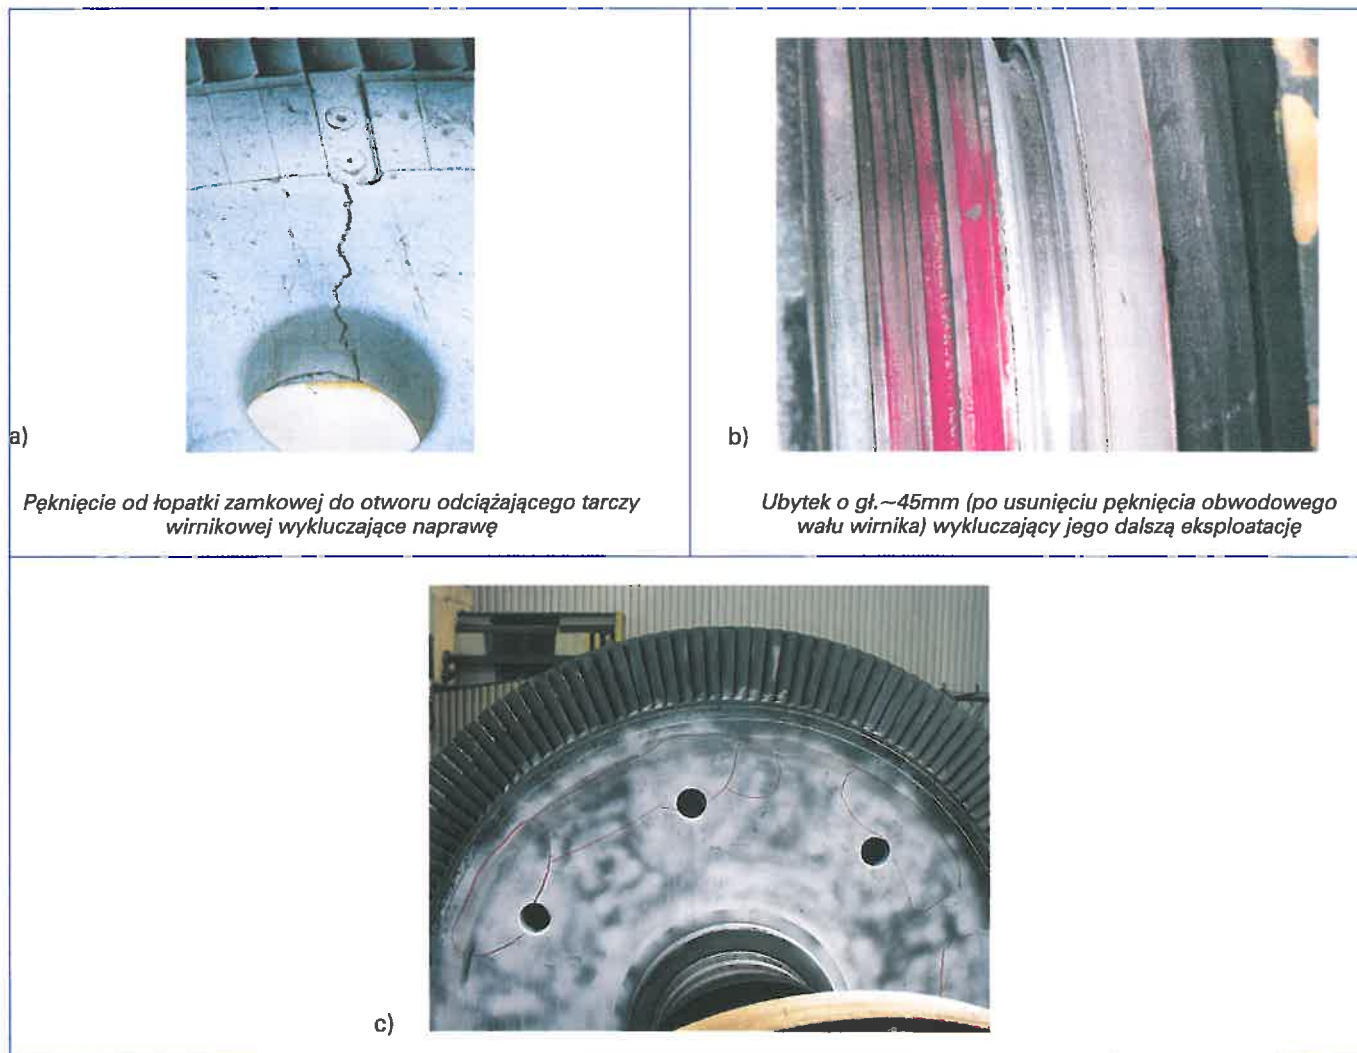 a)
Pęknięcie od łopatki zamkowej do otworu odciążającego tarczy
wirnikowej wykluczające naprawę
b)
Ubytek o gł.~45mm (po usunięciu pęknięcia obwodowego
wału wirnika) wykluczający jego dalszą eksploatację
c)